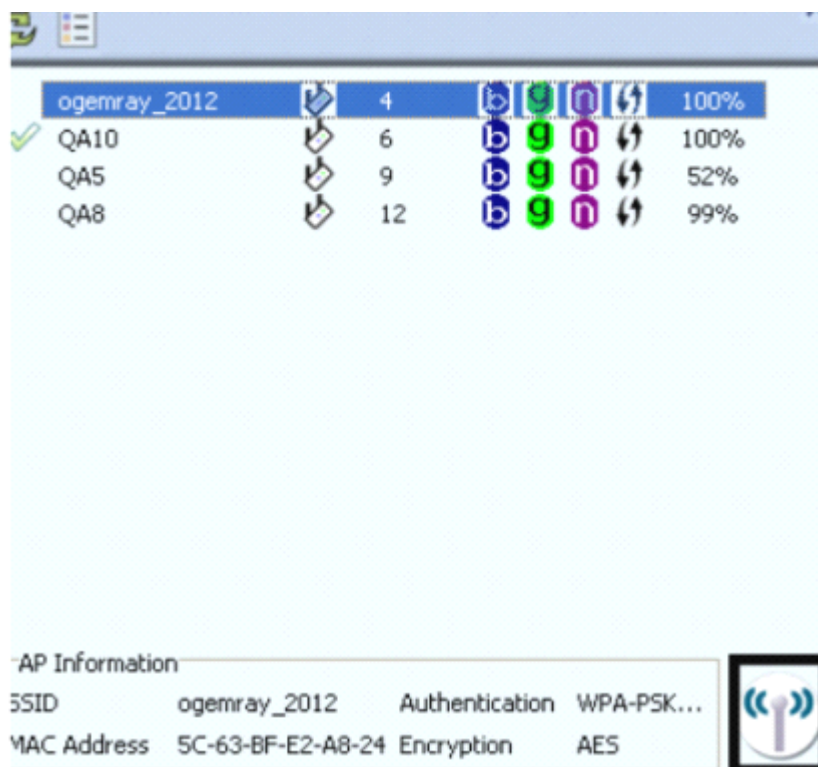 ogemray_2012 4 b g n 100%
QA10 6 b g n 100%
QA5 9 b g n 52%
QA8 12 b g n 99%
AP Information
SSID ogemray_2012 Authentication WPA-PSK...
MAC Address 5C-63-BF-E2-A8-24 Encryption AES